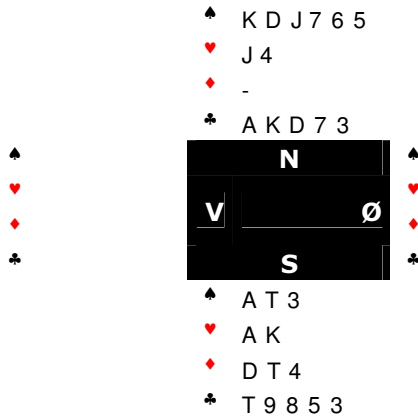 ♠ K D J 7 6 5
♥ J 4
♦ -
♣ A K D 7 3
♠ N ♠
♥ ♥
V Ø
♦ ♦
♣ S ♣
♠ A T 3
♥ A K
♦ D T 4
♣ T 9 8 5 3